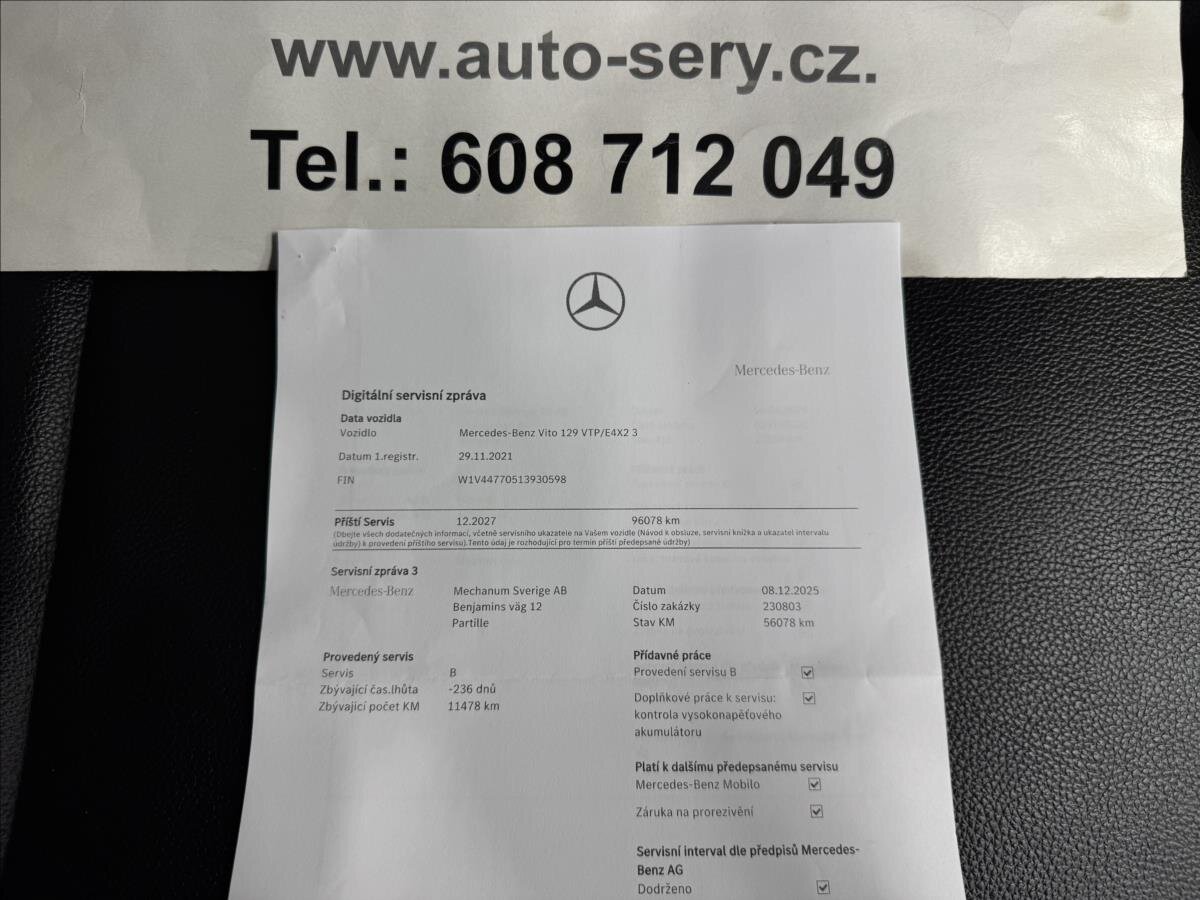 www.auto-sery.cz.
Tel.: 608 712 049
Mercedes-Benz
Digitální servisní zpráva
Data vozidla
Vozidlo Mercedes-Benz Vito 129 VTP/E4X2 3
Datum 1.registr. 29.11.2021
FIN W1V44770513930598
Příští Servis 12.2027 96078 km
(Dbejte všech dodatečných informací, včetně servisního ukazatele na Vašem vozidle (Návod k obsluze, servisní knížka a ukazatel intervalu
údržby) k provedení příštího servisu).Tento údaj je rozhodující pro termín příští předepsané údržby)
Servisní zpráva 3
Mercedes-Benz Mechanum Sverige AB Datum 08.12.2025
Benjamins väg 12 Číslo zakázky 230803
Partille Stav KM 56078 km
Provedený servis Přídavné práce
Servis B Provedení servisu B
Zbývající čas.lhůta -236 dnů
Zbývající počet KM 11478 km
Doplňkové práce k servisu:
kontrola vysokonapěťového
akumulátoru
Platí k dalšímu předepsanému servisu
Mercedes-Benz Mobilo
Záruka na prorezivění
Servisní interval dle předpisů Mercedes-
Benz AG
Dodrženo